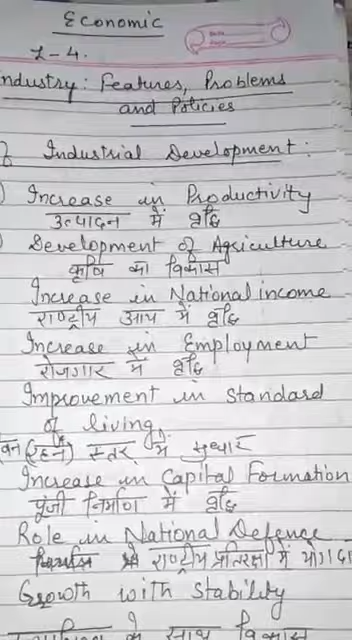 Economic
L-4.
Industry: Features, Problems
and Policies
Industrial Development:
Increase in Productivity
उत्पादन में वृद्धि
Development of Agriculture
कृषि का विकास
Increase in National income
राष्ट्रीय आय में वृद्धि
Increase in Employment
रोजगार में वृद्धि
Improvement in Standard
of living
(रहन) स्तर में सुधार
Increase in Capital Formation
पूंजी निर्माण में वृद्धि
Role in National Defence
राष्ट्रीय प्रतिरक्षा में
Growth with Stability